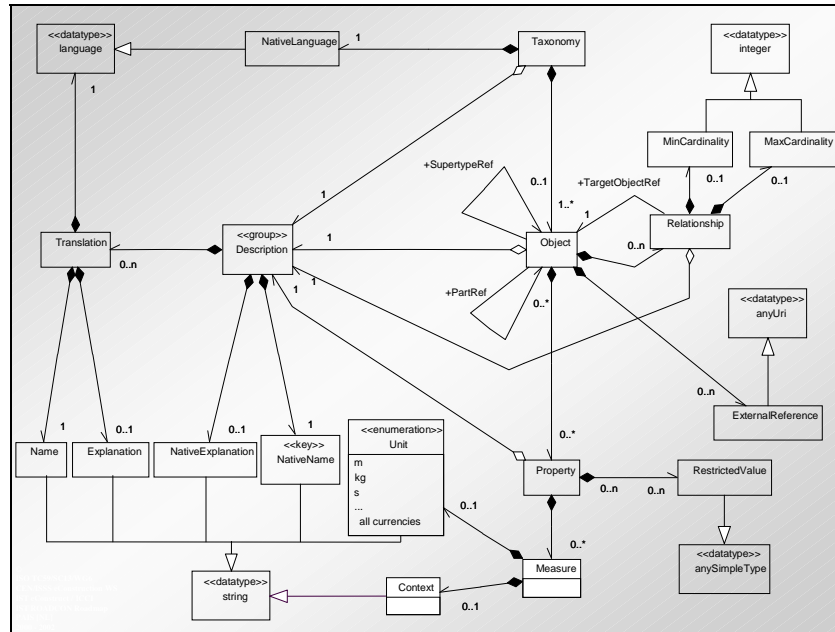 <<datatype>>
language
NativeLanguage
1
Taxonomy
<<datatype>>
integer
1
MinCardinality
MaxCardinality
+SupertypeRef
0..1
+TargetObjectRef
0..1
0..1
1
1..*
1
Translation
<<group>>
Description
1
Object
Relationship
0..n
0..n
1
1
+PartRef
0..*
<<datatype>>
anyUri
0..n
ExternalReference
1
0..1
0..1
1
<<enumeration>>
Unit
0..*
Name
Explanation
NativeExplanation
<<key>>
NativeName
m
kg
s
...
all currencies
Property
0..n
0..n
RestrictedValue
0..1
0..*
<<datatype>>
string
Context
0..1
Measure
<<datatype>>
anySimpleType